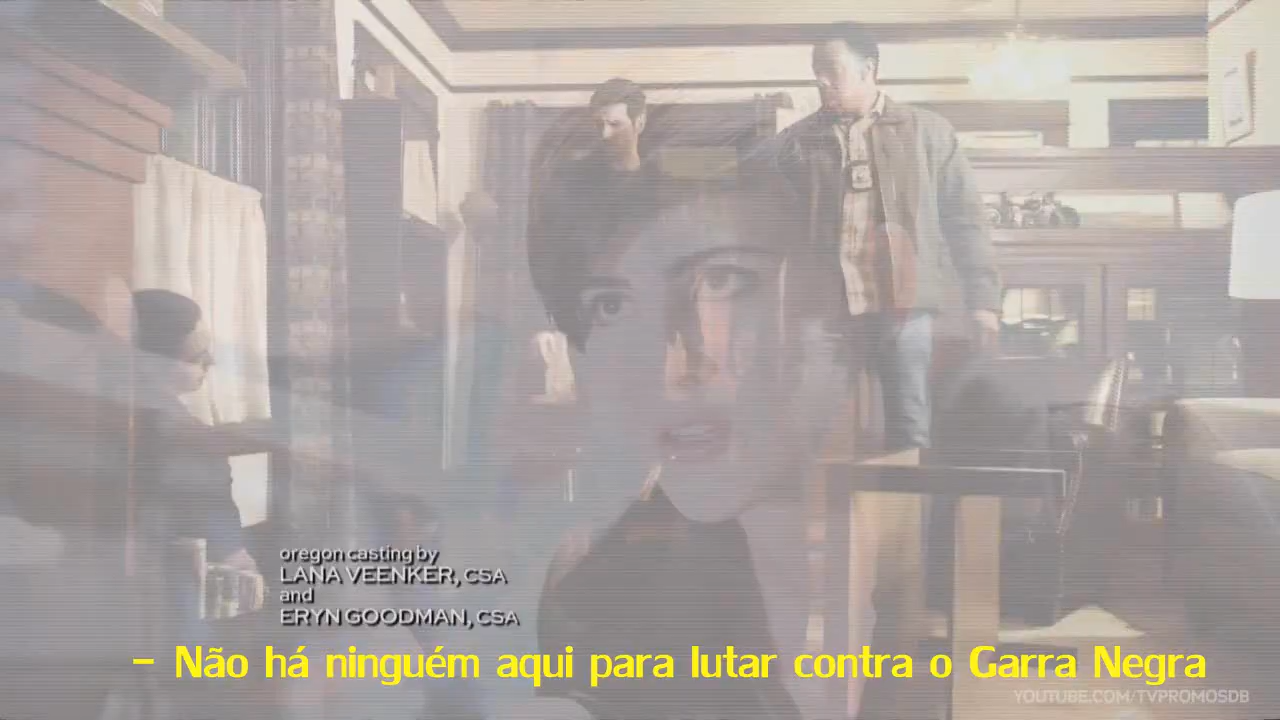 oregon casting by
LANA VEENKER, CSA
and
ERYN GOODMAN, CSA
- Não há ninguém aqui para lutar contra o Garra Negra
YOUTUBE.COM/TVPROMOSDB